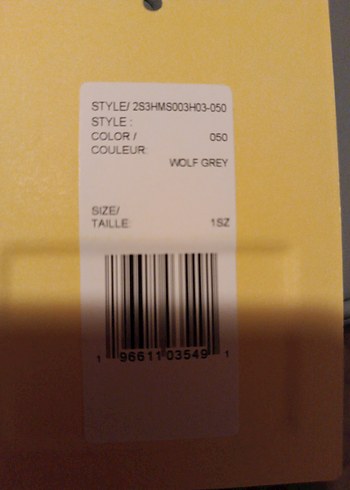 STYLE/ 2S3HMS003H03-050
STYLE :
COLOR / 050
COULEUR:
WOLF GREY
SIZE/
TAILLE: 1SZ
1 96611 03549 1